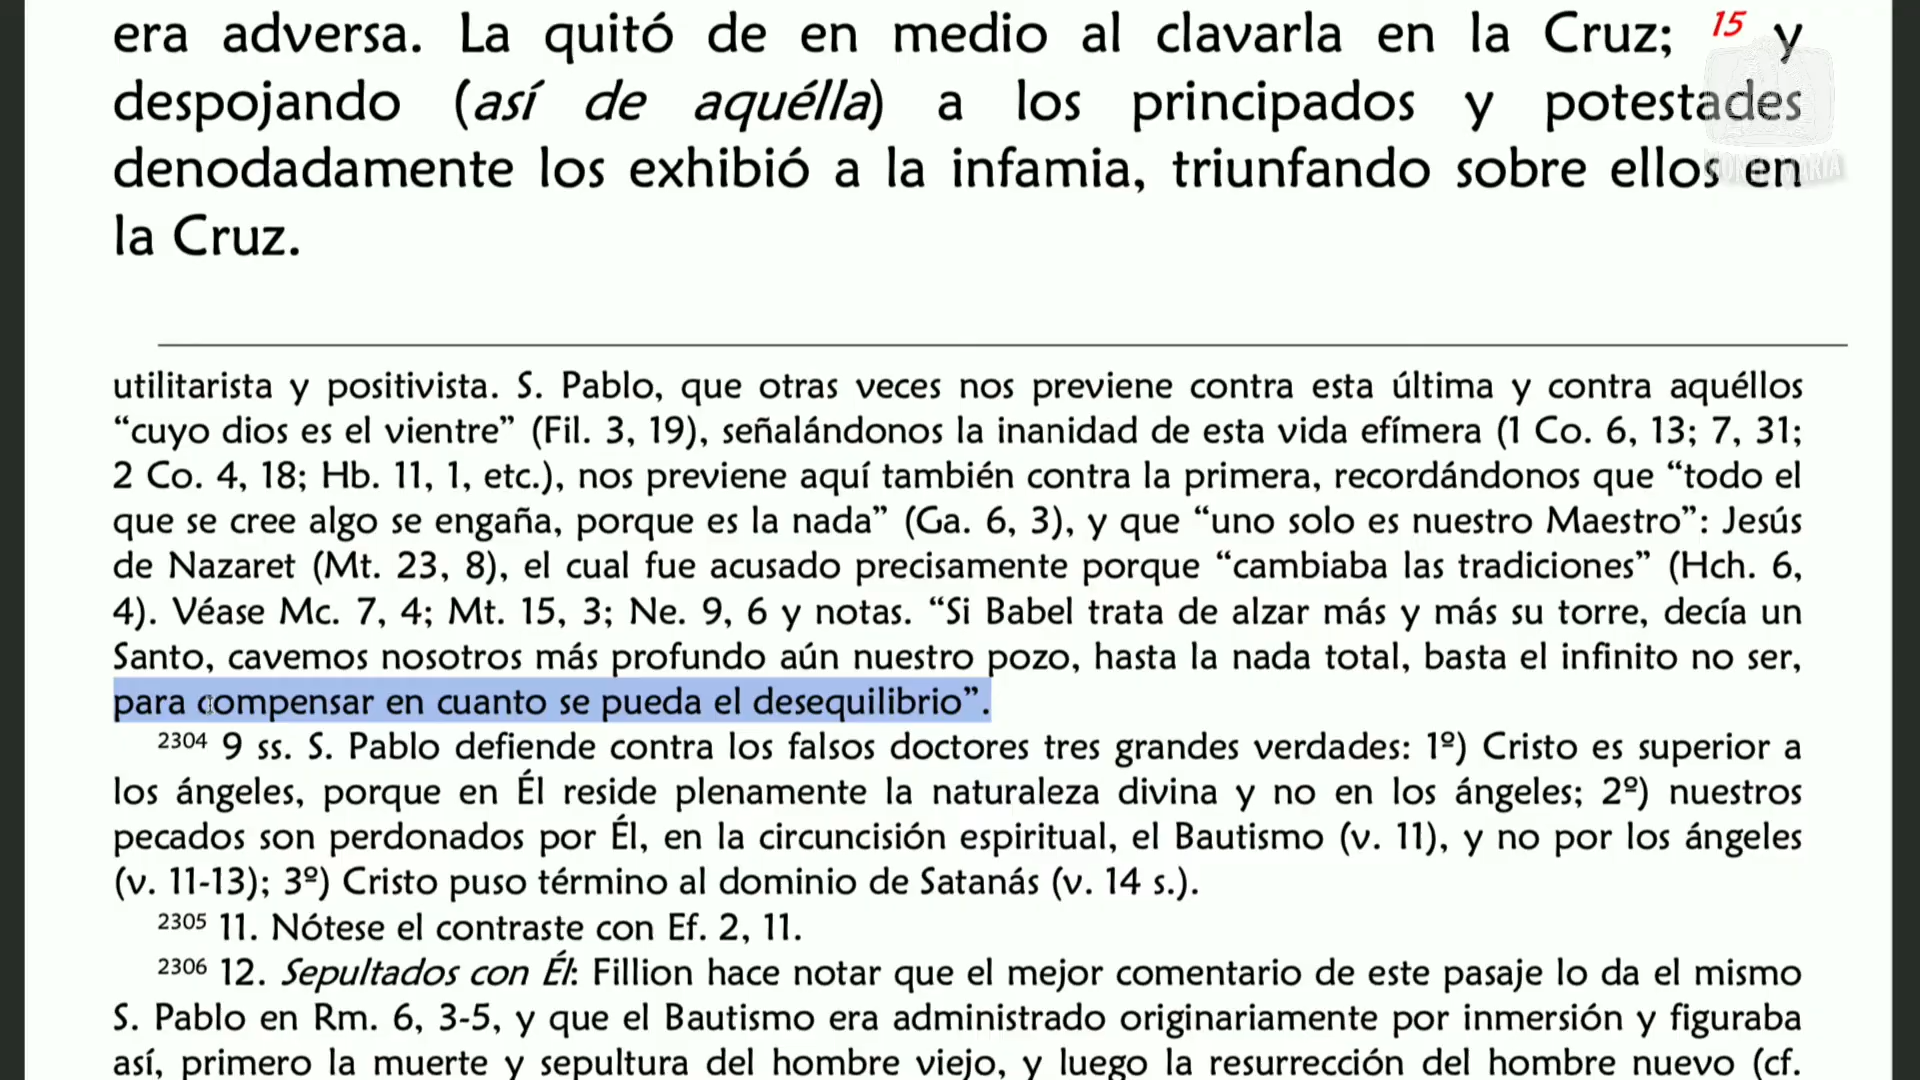 era adversa. La quitó de en medio al clavarla en la Cruz; 15 y
despojando (así de aquélla) a los principados y potestades
denodadamente los exhibió a la infamia, triunfando sobre ellos en
la Cruz.
utilitarista y positivista. S. Pablo, que otras veces nos previene contra esta última y contra aquéllos
“cuyo dios es el vientre” (Fil. 3, 19), señalándonos la inanidad de esta vida efímera (1 Co. 6, 13; 7, 31;
2 Co. 4, 18; Hb. 11, 1, etc.), nos previene aquí también contra la primera, recordándonos que “todo el
que se cree algo se engaña, porque es la nada” (Ga. 6, 3), y que “uno solo es nuestro Maestro”: Jesús
de Nazaret (Mt. 23, 8), el cual fue acusado precisamente porque “cambiaba las tradiciones” (Hch. 6,
4). Véase Mc. 7, 4; Mt. 15, 3; Ne. 9, 6 y notas. “Si Babel trata de alzar más y más su torre, decía un
Santo, cavemos nosotros más profundo aún nuestro pozo, hasta la nada total, basta el infinito no ser,
para compensar en cuanto se pueda el desequilibrio”.
2304 9 ss. S. Pablo defiende contra los falsos doctores tres grandes verdades: 1º) Cristo es superior a
los ángeles, porque en Él reside plenamente la naturaleza divina y no en los ángeles; 2º) nuestros
pecados son perdonados por Él, en la circuncisión espiritual, el Bautismo (v. 11), y no por los ángeles
(v. 11-13); 3º) Cristo puso término al dominio de Satanás (v. 14 s.).
2305 11. Nótese el contraste con Ef. 2, 11.
2306 12. Sepultados con Él: Fillion hace notar que el mejor comentario de este pasaje lo da el mismo
S. Pablo en Rm. 6, 3-5, y que el Bautismo era administrado originariamente por inmersión y figuraba
así, primero la muerte y sepultura del hombre viejo, y luego la resurrección del hombre nuevo (cf.